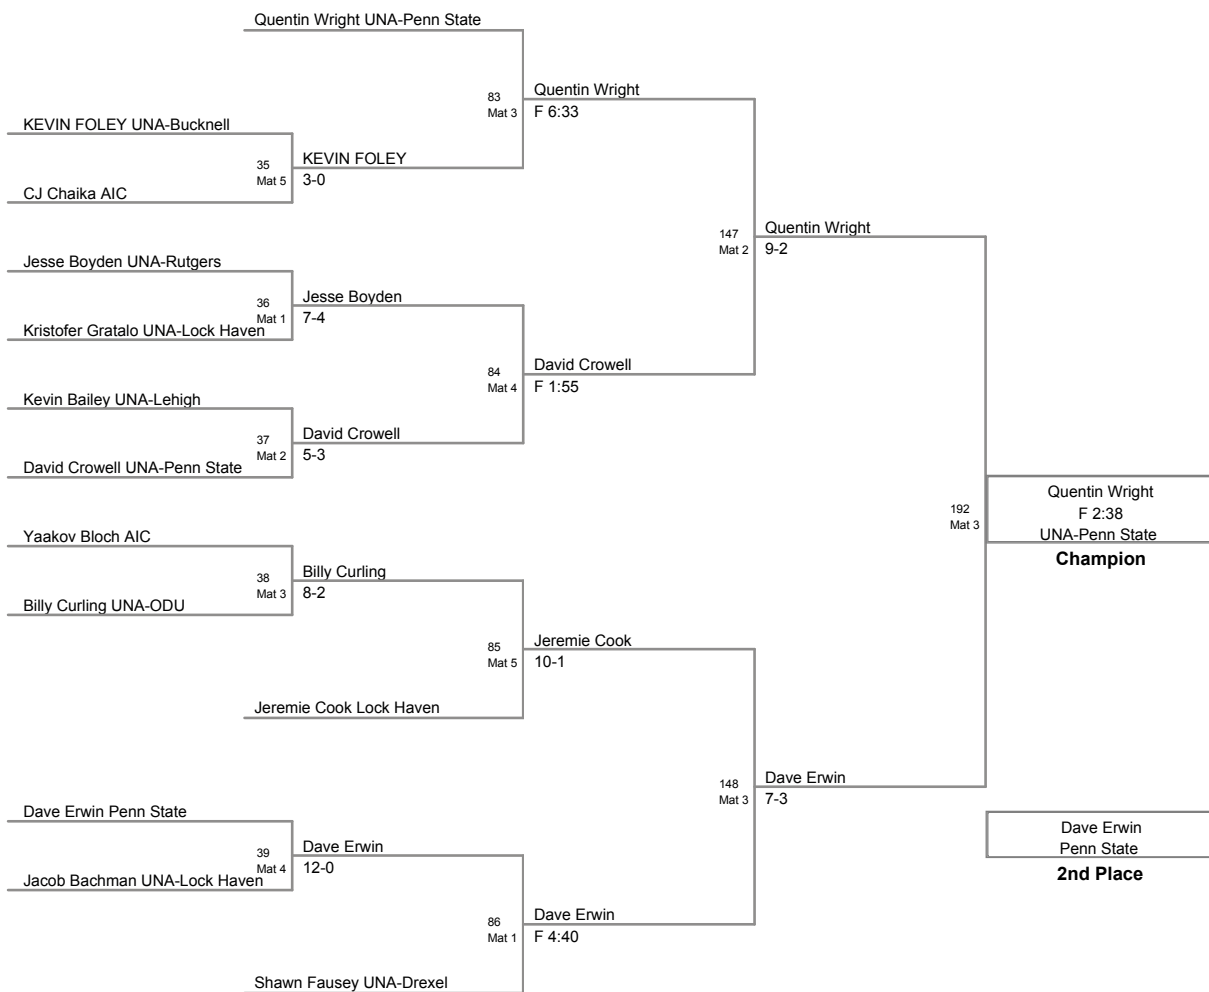 Quentin Wright UNA-Penn State
83
Mat 3
Quentin Wright
F 6:33
KEVIN FOLEY UNA-Bucknell
35
Mat 5
KEVIN FOLEY
3-0
CJ Chaika AIC
147
Mat 2
Quentin Wright
9-2
Jesse Boyden UNA-Rutgers
36
Mat 1
Jesse Boyden
7-4
Kristofer Gratalo UNA-Lock Haven
84
Mat 4
David Crowell
F 1:55
Kevin Bailey UNA-Lehigh
37
Mat 2
David Crowell
5-3
David Crowell UNA-Penn State
192
Mat 3
Quentin Wright
F 2:38
UNA-Penn State
Champion
Yaakov Bloch AIC
38
Mat 3
Billy Curling
8-2
Billy Curling UNA-ODU
85
Mat 5
Jeremie Cook
10-1
Jeremie Cook Lock Haven
148
Mat 3
Dave Erwin
7-3
Dave Erwin Penn State
39
Mat 4
Dave Erwin
12-0
Jacob Bachman UNA-Lock Haven
Dave Erwin
Penn State
2nd Place
86
Mat 1
Dave Erwin
F 4:40
Shawn Fausey UNA-Drexel